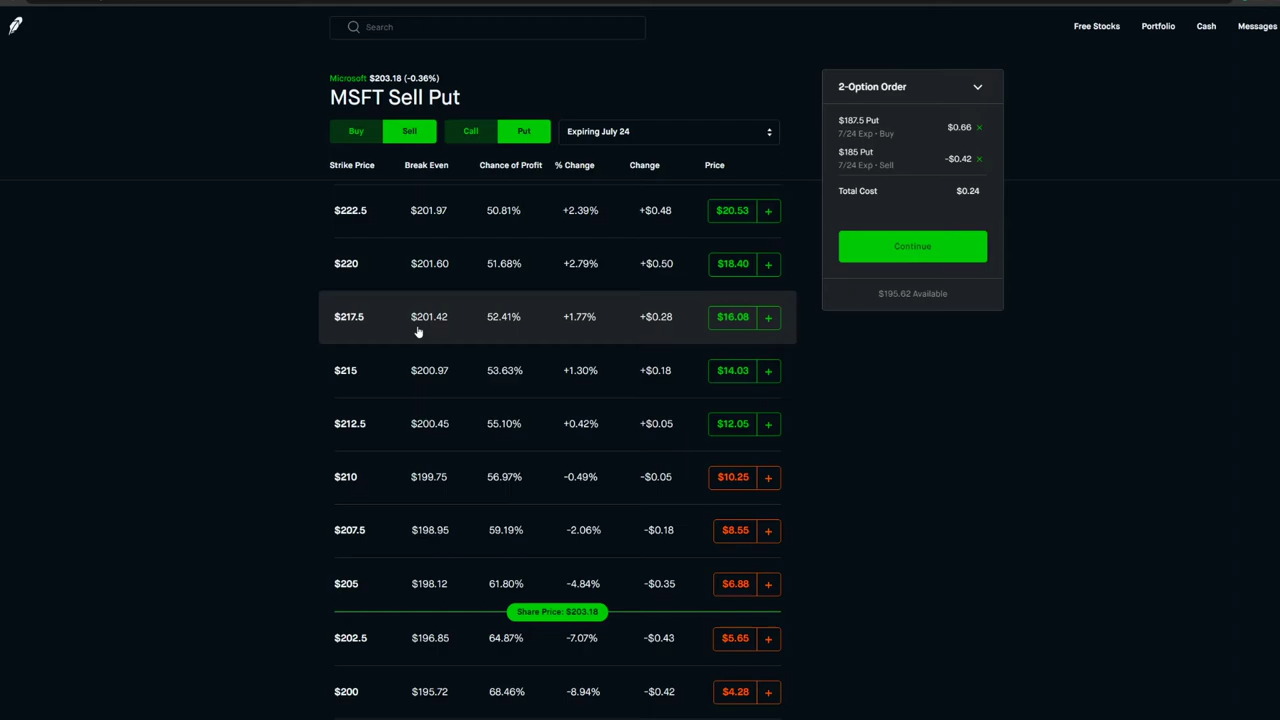 Search
Free Stocks Portfolio Cash Messages
Microsoft $203.18 (-0.36%)
MSFT Sell Put
Buy Sell Call Put Expiring July 24
Strike Price Break Even Chance of Profit % Change Change Price
$222.5 $201.97 50.81% +2.39% +$0.48 $20.53 +
$220 $201.60 51.68% +2.79% +$0.50 $18.40 +
$217.5 $201.42 52.41% +1.77% +$0.28 $16.08 +
$215 $200.97 53.63% +1.30% +$0.18 $14.03 +
$212.5 $200.45 55.10% +0.42% +$0.05 $12.05 +
$210 $199.75 56.97% -0.49% -$0.05 $10.25 +
$207.5 $198.95 59.19% -2.06% -$0.18 $8.55 +
$205 $198.12 61.80% -4.84% -$0.35 $6.88 +
Share Price: $203.18
$202.5 $196.85 64.87% -7.07% -$0.43 $5.65 +
$200 $195.72 68.46% -8.94% -$0.42 $4.28 +
2-Option Order
$187.5 Put
7/24 Exp • Buy
$0.66 ×
$185 Put
7/24 Exp • Sell
-$0.42 ×
Total Cost $0.24
Continue
$195.62 Available